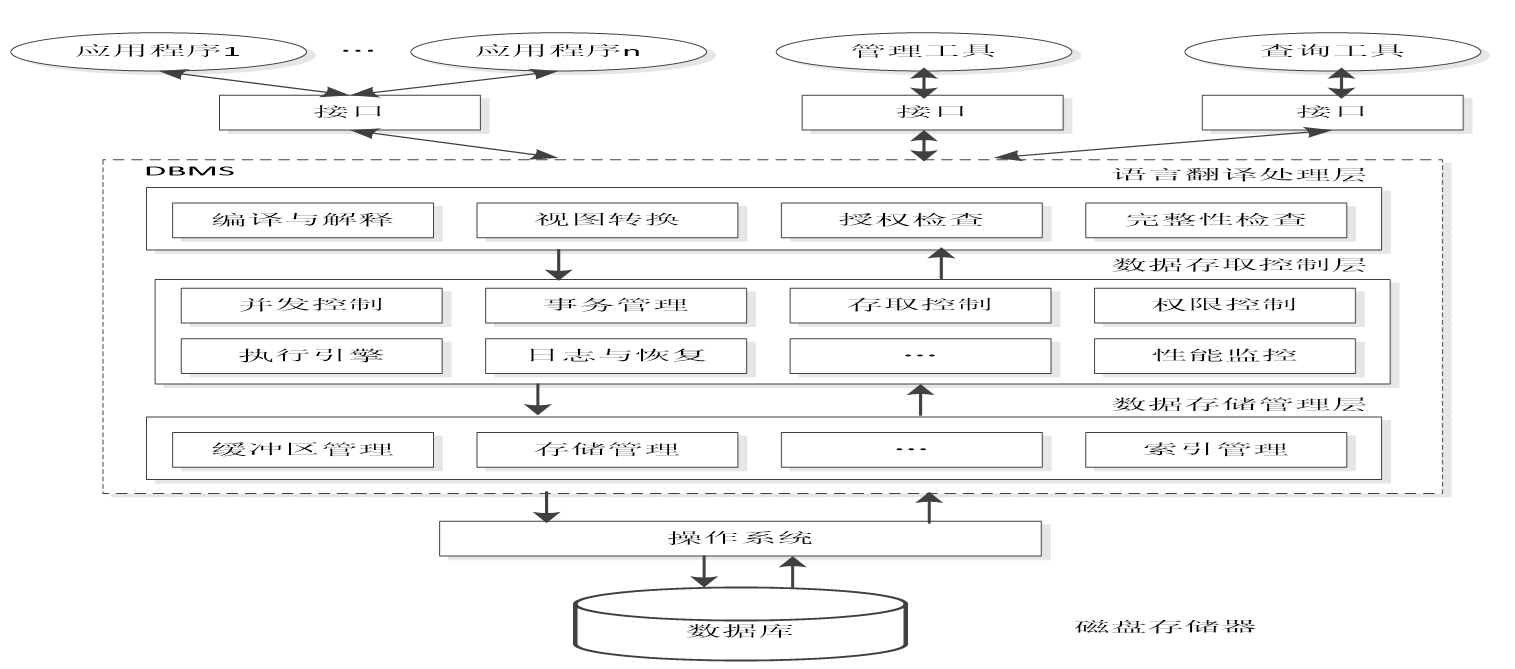 应用程序1 … 应用程序n 管理工具 查询工具
接口 接口 接口
DBMS
语言翻译处理层
编译与解释 视图转换 授权检查 完整性检查
数据存取控制层
并发控制 事务管理 存取控制 权限控制
执行引擎 日志与恢复 … 性能监控
数据存储管理层
缓冲区管理 存储管理 … 索引管理
操作系统
数据库 磁盘存储器